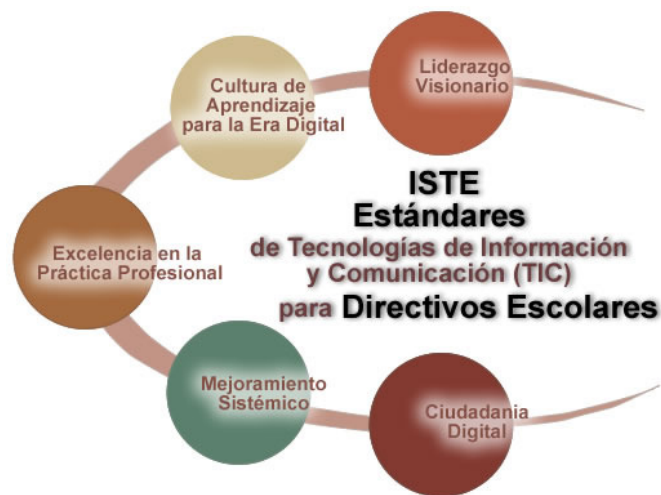 Liderazgo
Visionario
Cultura de
Aprendizaje
para la Era Digital
ISTE
Estándares
de Tecnologías de Información
y Comunicación (TIC)
para Directivos Escolares
Excelencia en la
Práctica Profesional
Mejoramiento
Sistémico
Ciudadania
Digital